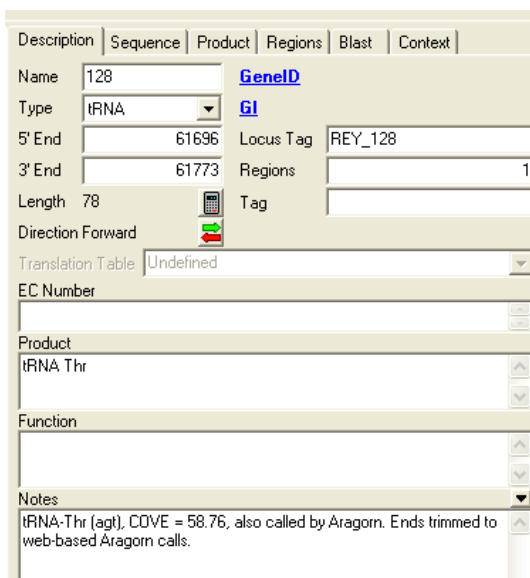 Description Sequence Product Regions Blast Context
Name 128 GeneID
Type tRNA GI
5' End 61696 Locus Tag REY_128
3' End 61773 Regions 1
Length 78 Tag
Direction Forward
Translation Table Undefined
EC Number
Product
tRNA Thr
Function
Notes
tRNA-Thr (agt), COVE = 58.76, also called by Aragorn. Ends trimmed to
web-based Aragorn calls.